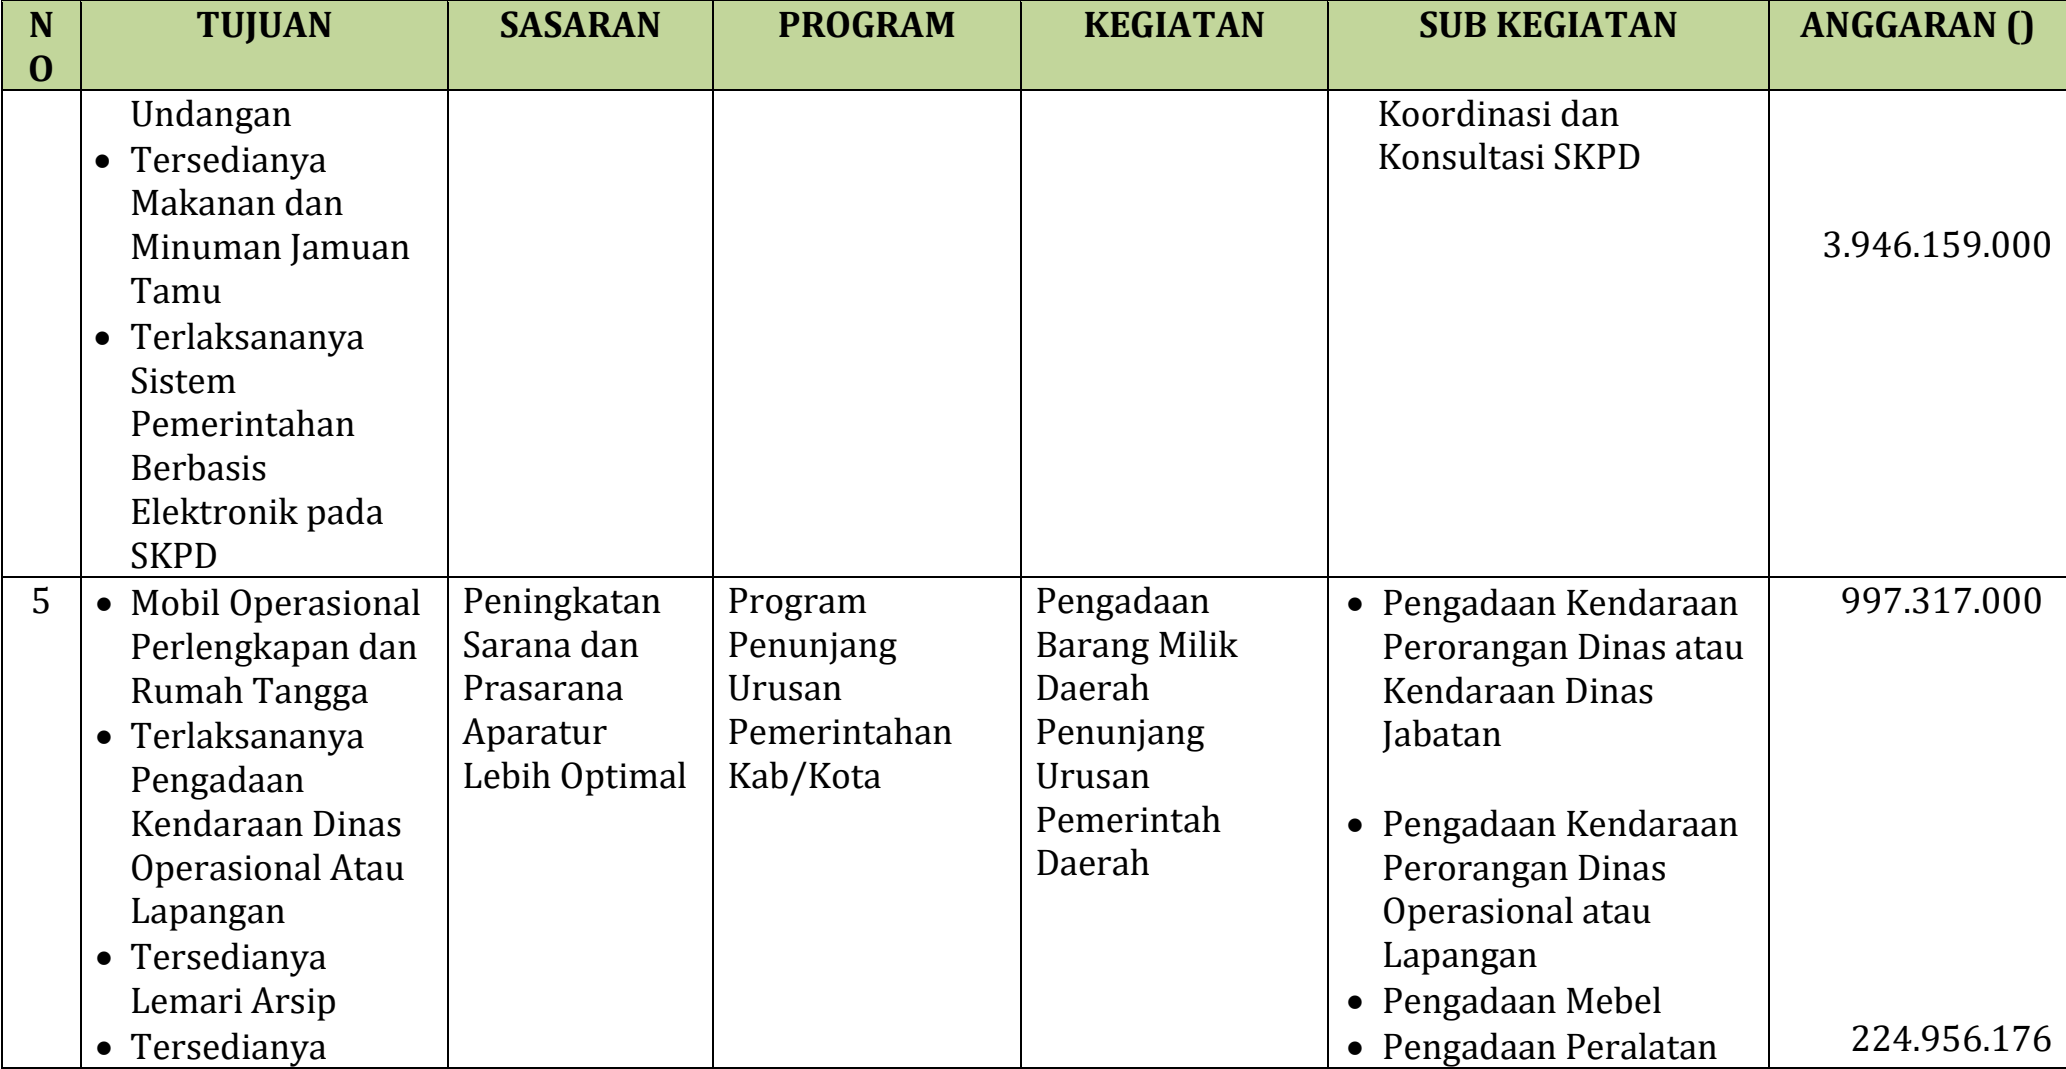 N
O
TUJUAN
SASARAN
PROGRAM
KEGIATAN
SUB KEGIATAN
ANGGARAN ()
Undangan
• Tersedianya
Makanan dan
Minuman Jamuan
Tamu
• Terlaksananya
Sistem
Pemerintahan
Berbasis
Elektronik pada
SKPD
Koordinasi dan
Konsultasi SKPD
3.946.159.000
5
• Mobil Operasional
Perlengkapan dan
Rumah Tangga
• Terlaksananya
Pengadaan
Kendaraan Dinas
Operasional Atau
Lapangan
• Tersedianya
Lemari Arsip
• Tersedianya
Peningkatan
Sarana dan
Prasarana
Aparatur
Lebih Optimal
Program
Penunjang
Urusan
Pemerintahan
Kab/Kota
Pengadaan
Barang Milik
Daerah
Penunjang
Urusan
Pemerintah
Daerah
• Pengadaan Kendaraan
Perorangan Dinas atau
Kendaraan Dinas
Jabatan
• Pengadaan Kendaraan
Perorangan Dinas
Operasional atau
Lapangan
• Pengadaan Mebel
• Pengadaan Peralatan
997.317.000
224.956.176